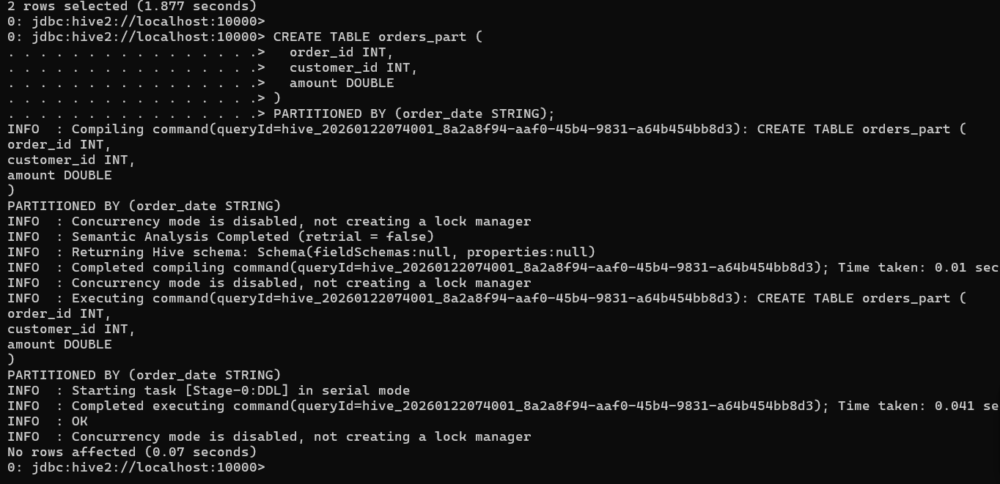 2 rows selected (1.877 seconds)
0: jdbc:hive2://localhost:10000>
0: jdbc:hive2://localhost:10000> CREATE TABLE orders_part (
. . . . . . . . . . . . . . . .>   order_id INT,
. . . . . . . . . . . . . . . .>   customer_id INT,
. . . . . . . . . . . . . . . .>   amount DOUBLE
. . . . . . . . . . . . . . . .> )
. . . . . . . . . . . . . . . .> PARTITIONED BY (order_date STRING);
INFO  : Compiling command(queryId=hive_20260122074001_8a2a8f94-aaf0-45b4-9831-a64b454bb8d3): CREATE TABLE orders_part (
order_id INT,
customer_id INT,
amount DOUBLE
)
PARTITIONED BY (order_date STRING)
INFO  : Concurrency mode is disabled, not creating a lock manager
INFO  : Semantic Analysis Completed (retrial = false)
INFO  : Returning Hive schema: Schema(fieldSchemas:null, properties:null)
INFO  : Completed compiling command(queryId=hive_20260122074001_8a2a8f94-aaf0-45b4-9831-a64b454bb8d3); Time taken: 0.01 sec
INFO  : Concurrency mode is disabled, not creating a lock manager
INFO  : Executing command(queryId=hive_20260122074001_8a2a8f94-aaf0-45b4-9831-a64b454bb8d3): CREATE TABLE orders_part (
order_id INT,
customer_id INT,
amount DOUBLE
)
PARTITIONED BY (order_date STRING)
INFO  : Starting task [Stage-0:DDL] in serial mode
INFO  : Completed executing command(queryId=hive_20260122074001_8a2a8f94-aaf0-45b4-9831-a64b454bb8d3); Time taken: 0.041 se
INFO  : OK
INFO  : Concurrency mode is disabled, not creating a lock manager
No rows affected (0.07 seconds)
0: jdbc:hive2://localhost:10000>